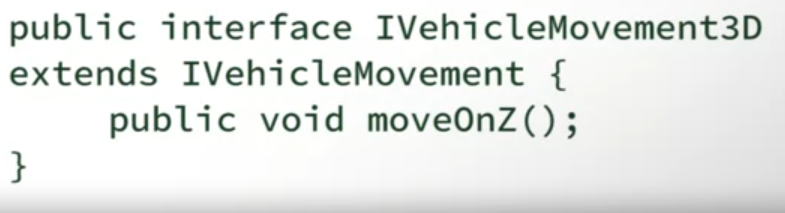 public interface IVehicleMovement3D
extends IVehicleMovement {
     public void moveOnZ();
}